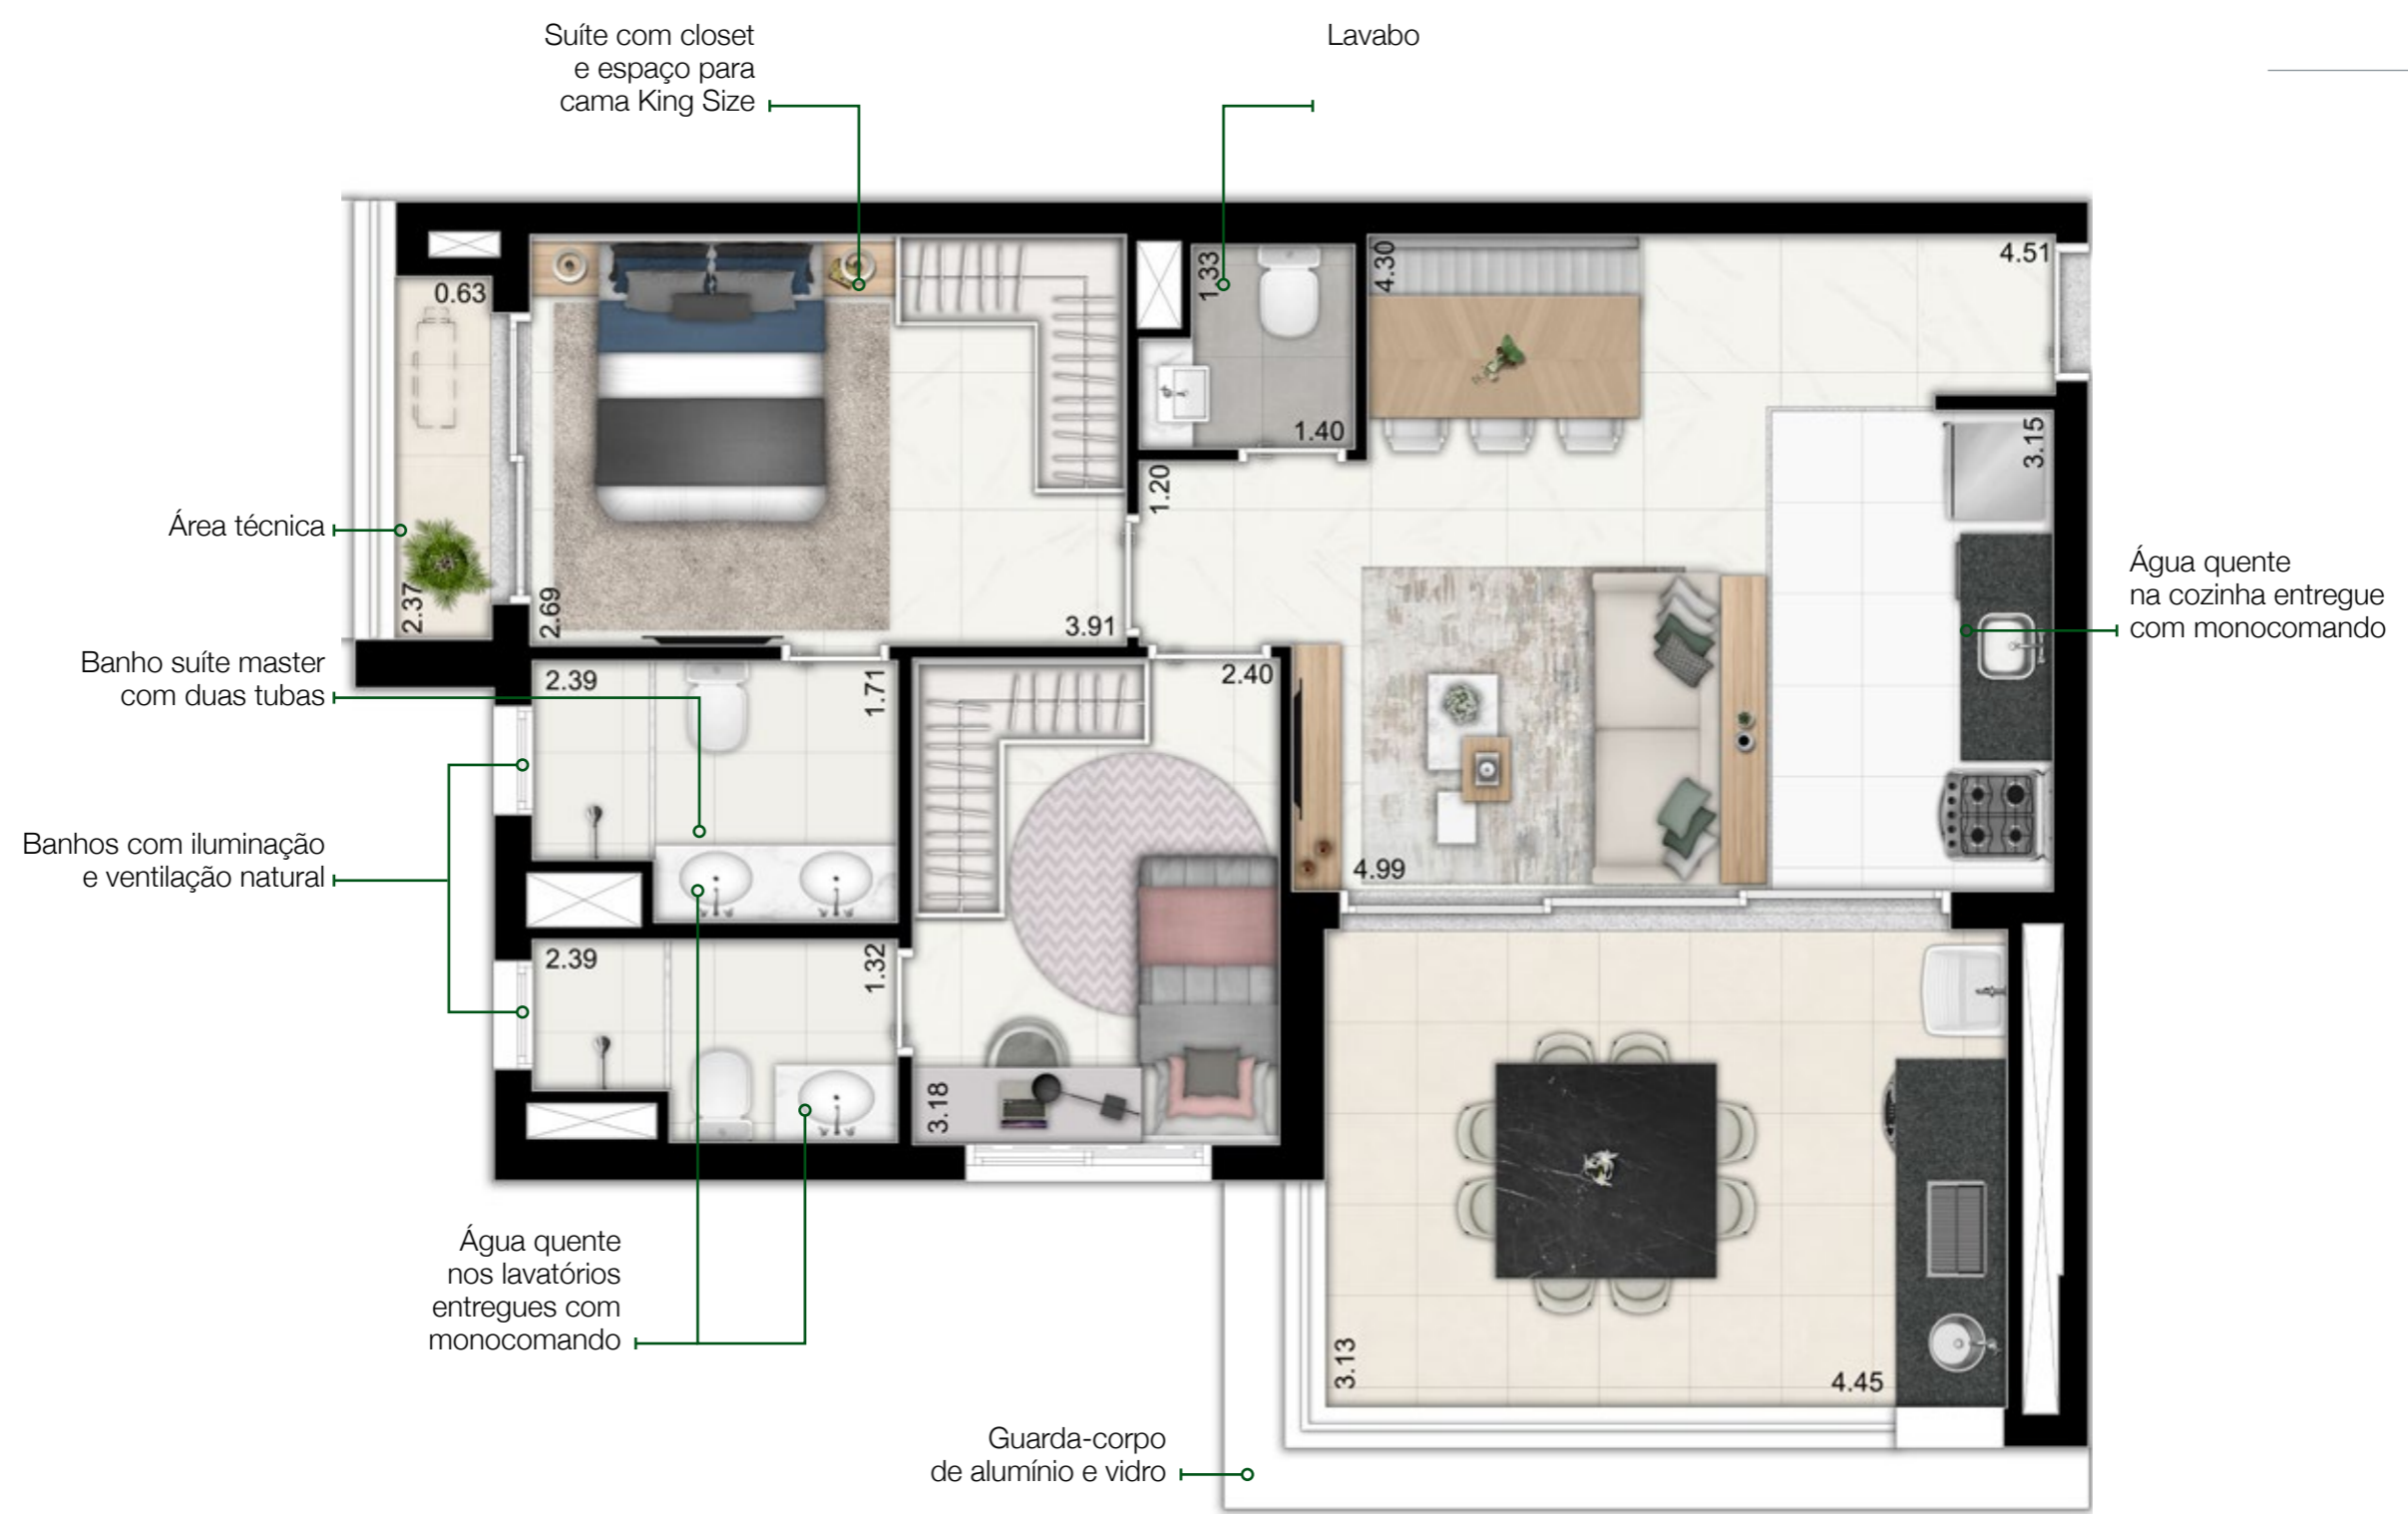 Suíte com closet
e espaço para
cama King Size
Lavabo
0.63
1.33
4.30
4.51
1.40
3.15
1.20
Área técnica
2.37
2.69
3.91
Água quente
na cozinha entregue
com monocomando
Banho suíte master
com duas tubas
2.39
1.71
2.40
Banhos com iluminação
e ventilação natural
4.99
2.39
1.32
3.18
Água quente
nos lavatórios
entregues com
monocomando
3.13
4.45
Guarda-corpo
de alumínio e vidro